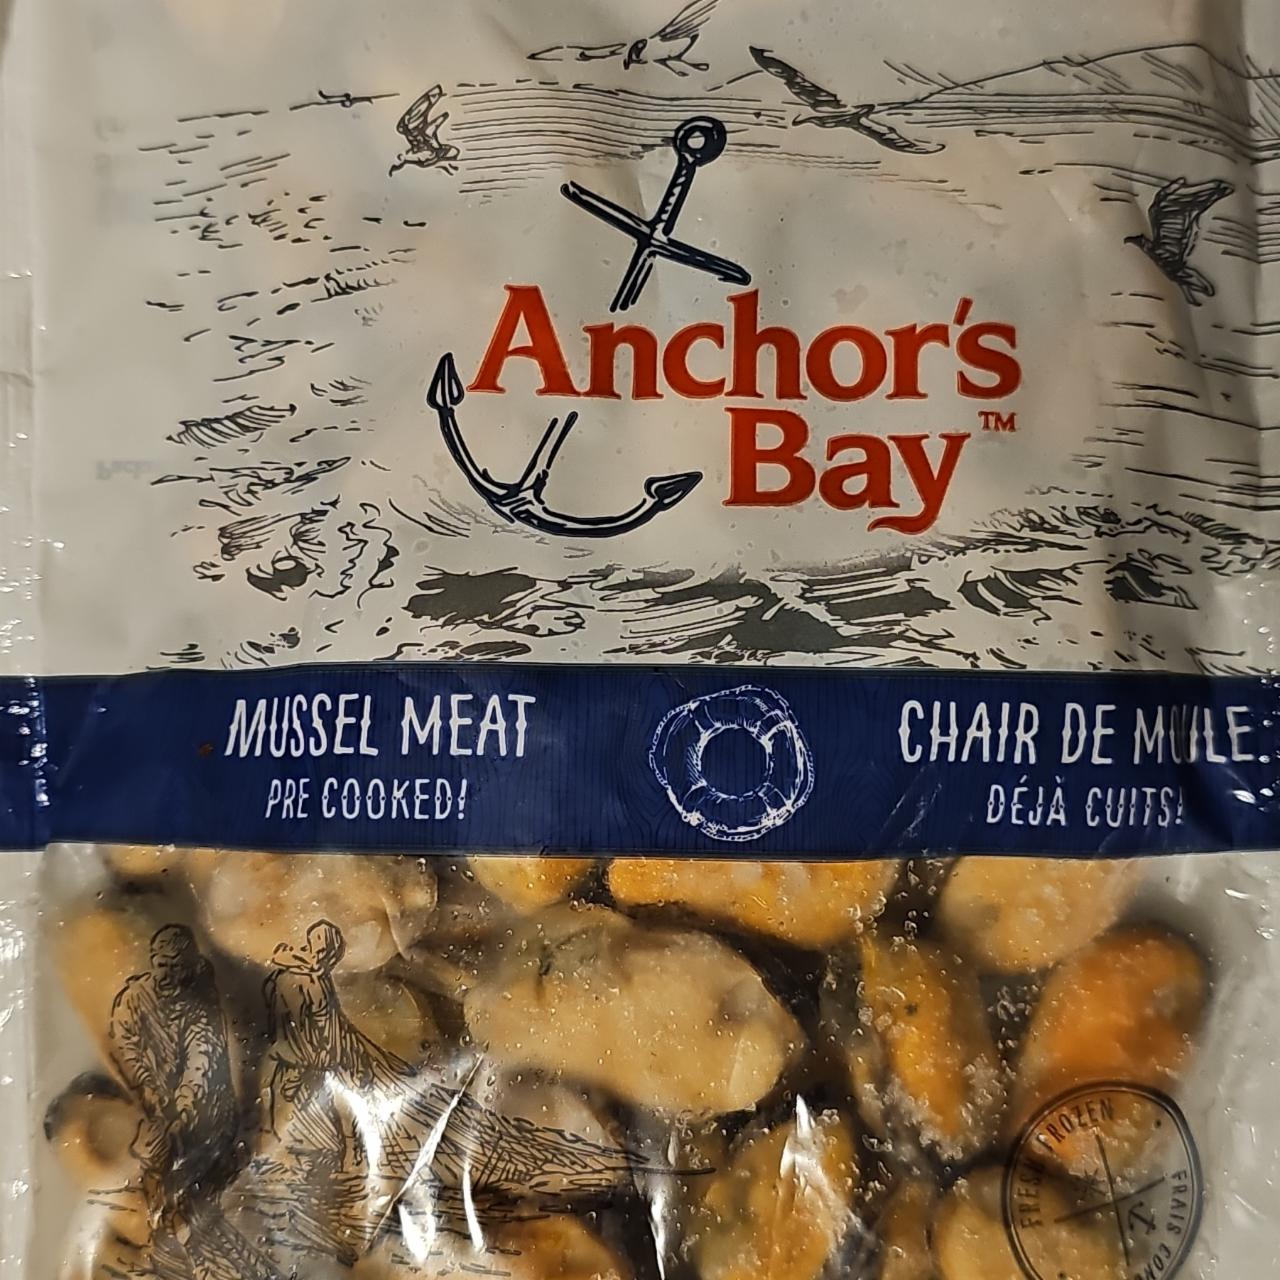 Anchor's
Bay™
MUSSEL MEAT
PRE COOKED!
CHAIR DE MOULE
DÉJÀ CUITS!
FRESH FROZEN
FRAIS